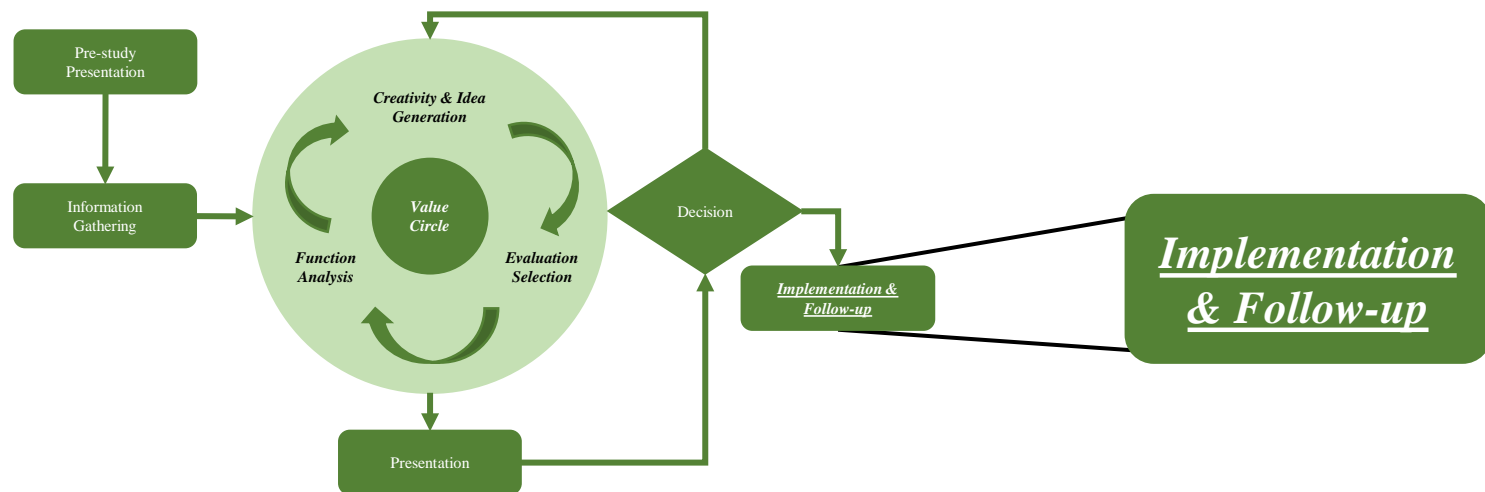 Pre-study
Presentation
Information
Gathering
Creativity & Idea
Generation
Value
Circle
Function
Analysis
Evaluation
Selection
Presentation
Decision
Implementation &
Follow-up
Implementation
& Follow-up